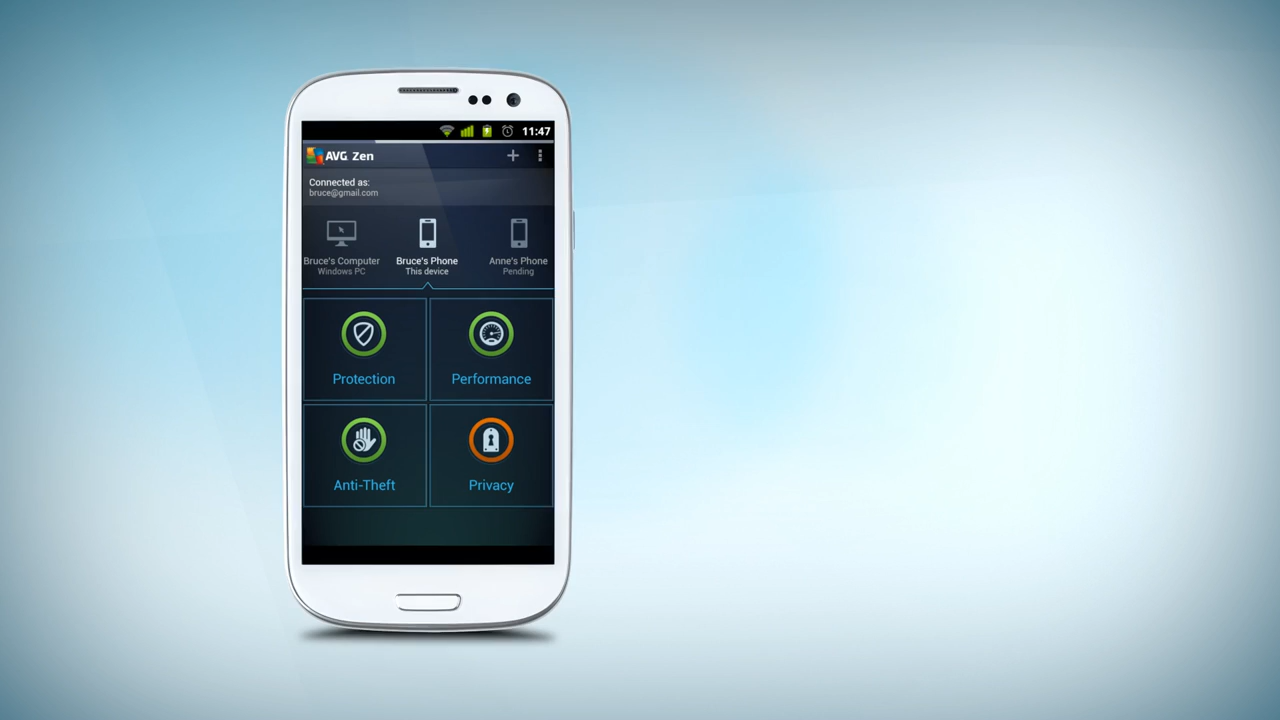 11:47
AVG Zen
Connected as:
bruce@gmail.com
Bruce's Computer
Windows PC
Bruce's Phone
This device
Anne's Phone
Pending
Protection
Performance
Anti-Theft
Privacy